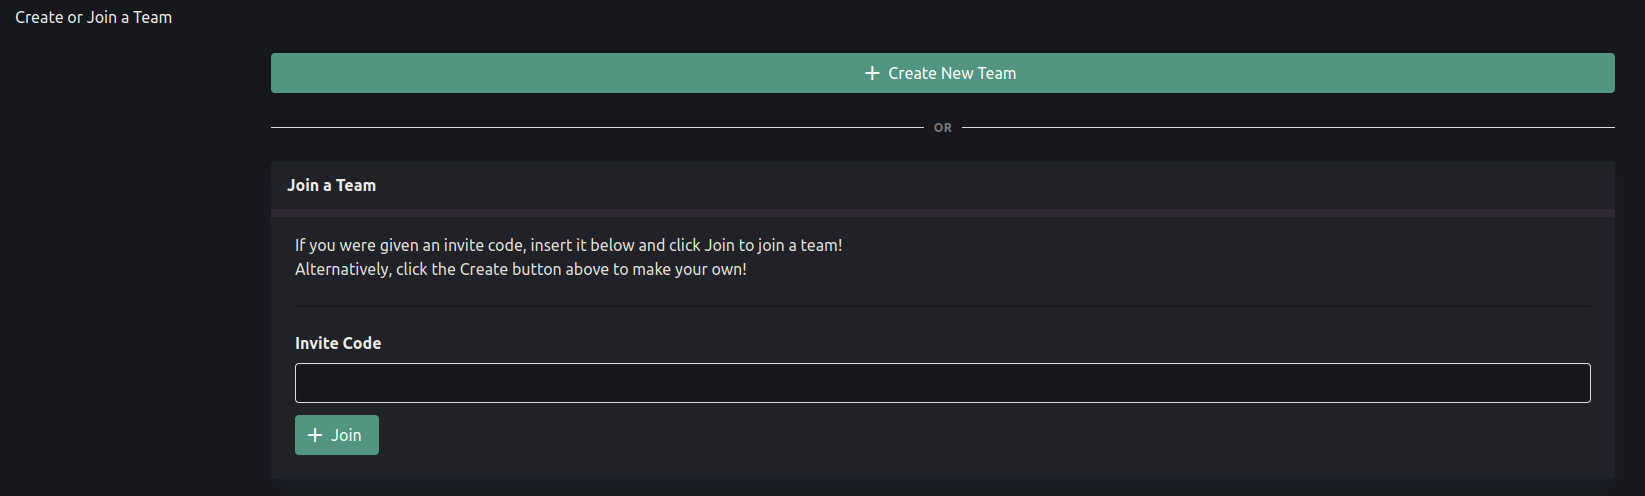 Create or Join a Team
+ Create New Team
OR
Join a Team
If you were given an invite code, insert it below and click Join to join a team!
Alternatively, click the Create button above to make your own!
Invite Code
+ Join